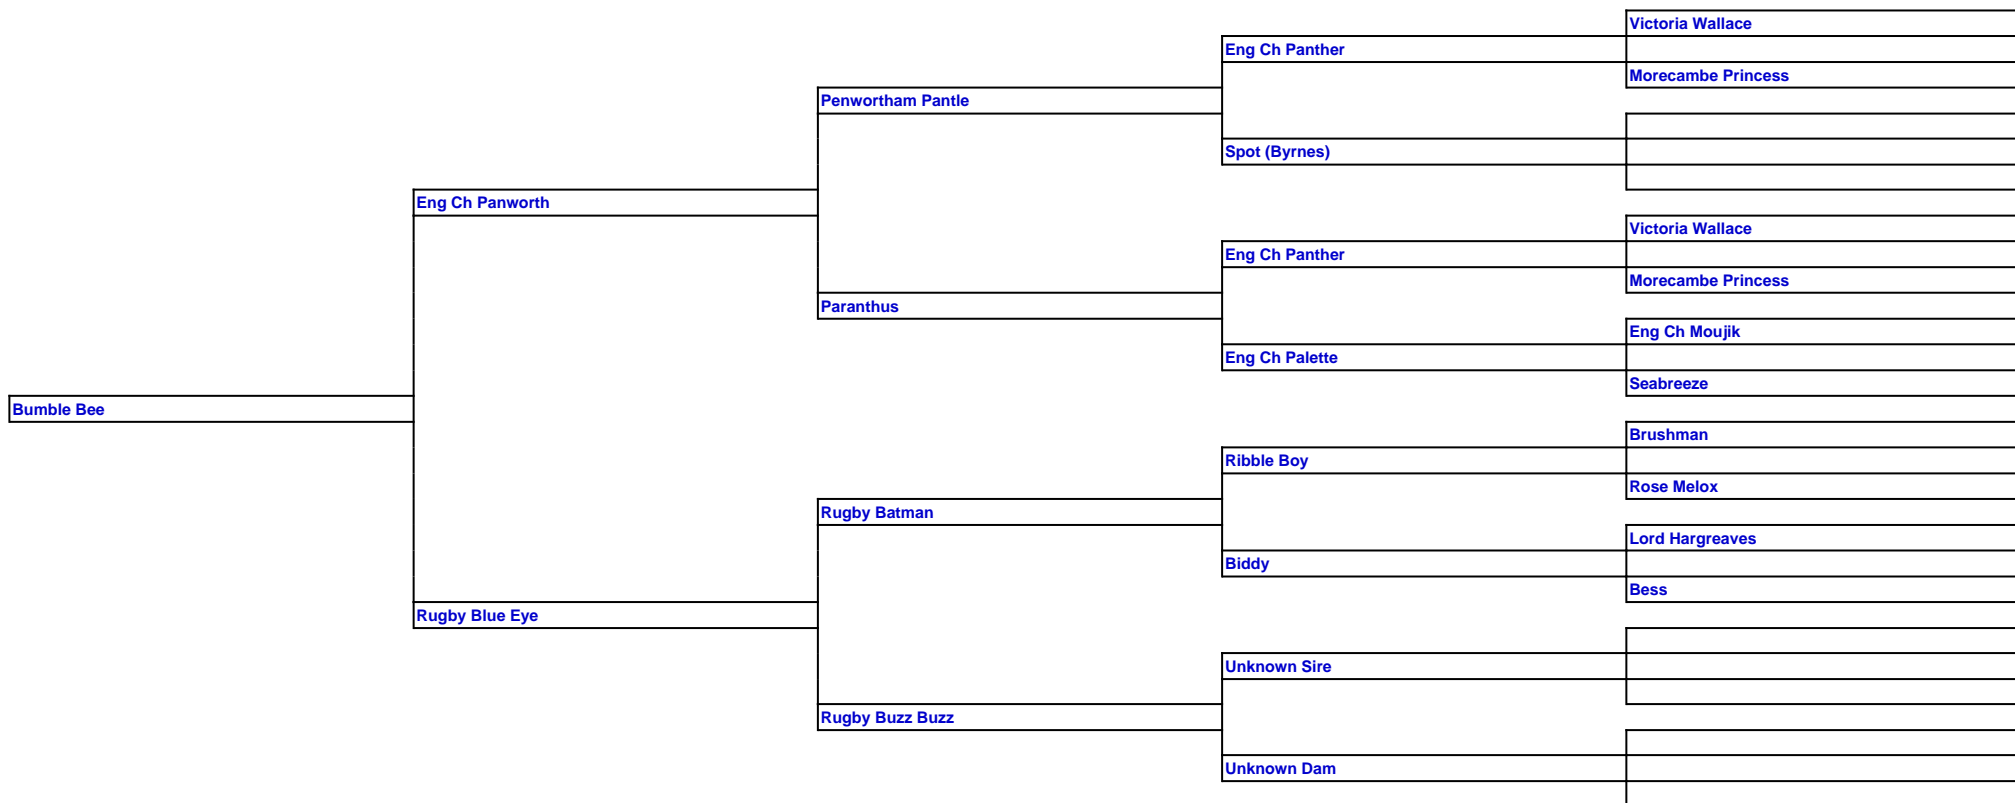 Victoria Wallace
Eng Ch Panther
Morecambe Princess
Penwortham Pantle
Spot (Byrnes)
Eng Ch Panworth
Victoria Wallace
Eng Ch Panther
Morecambe Princess
Paranthus
Eng Ch Moujik
Eng Ch Palette
Seabreeze
Bumble Bee
Brushman
Ribble Boy
Rose Melox
Rugby Batman
Lord Hargreaves
Biddy
Bess
Rugby Blue Eye
Unknown Sire
Rugby Buzz Buzz
Unknown Dam